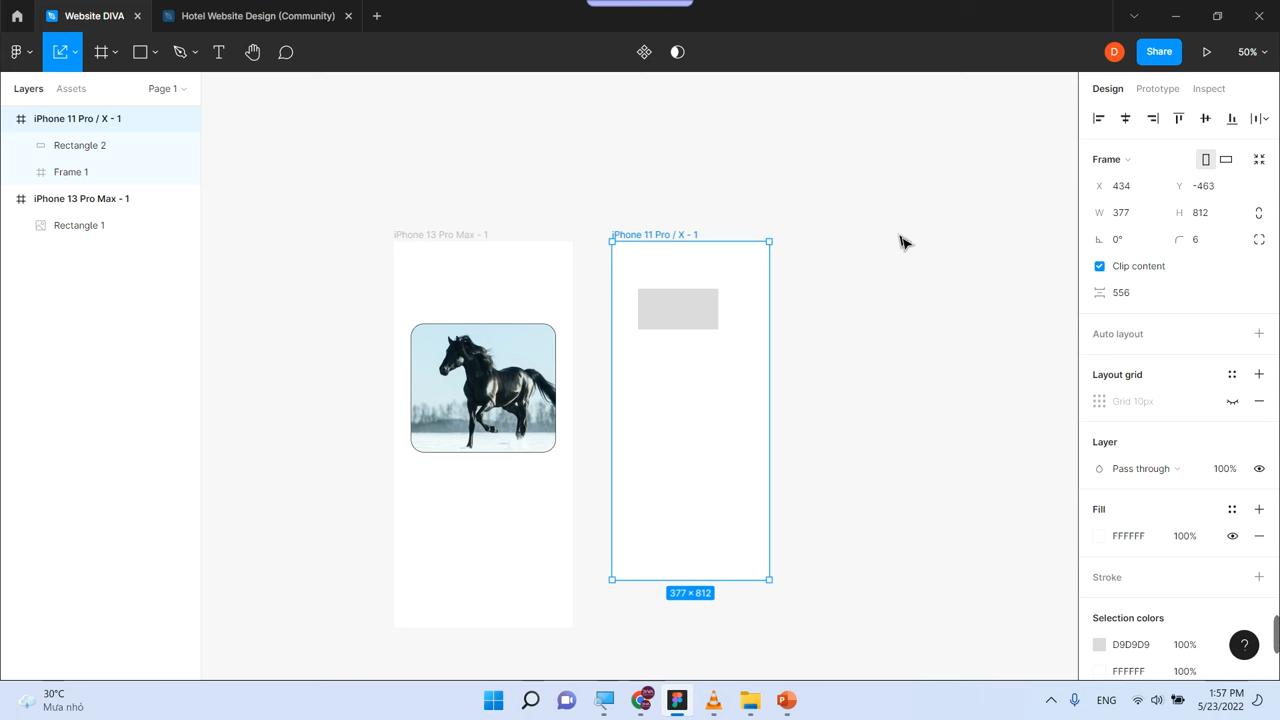 Website DIVA
Hotel Website Design (Community)
D
Share
50%
Layers
Assets
Page 1
iPhone 11 Pro / X - 1
Rectangle 2
Frame 1
iPhone 13 Pro Max - 1
Rectangle 1
iPhone 13 Pro Max - 1
iPhone 11 Pro / X - 1
377 × 812
Design
Prototype
Inspect
Frame
X 434
Y -463
W 377
H 812
0°
6
Clip content
556
Auto layout
Layout grid
Grid 10px
Layer
Pass through
100%
Fill
FFFFFF
100%
Stroke
Selection colors
D9D9D9
100%
FFFFFF
100%
?
30°C
Mưa nhỏ
ENG
1:57 PM
5/23/2022